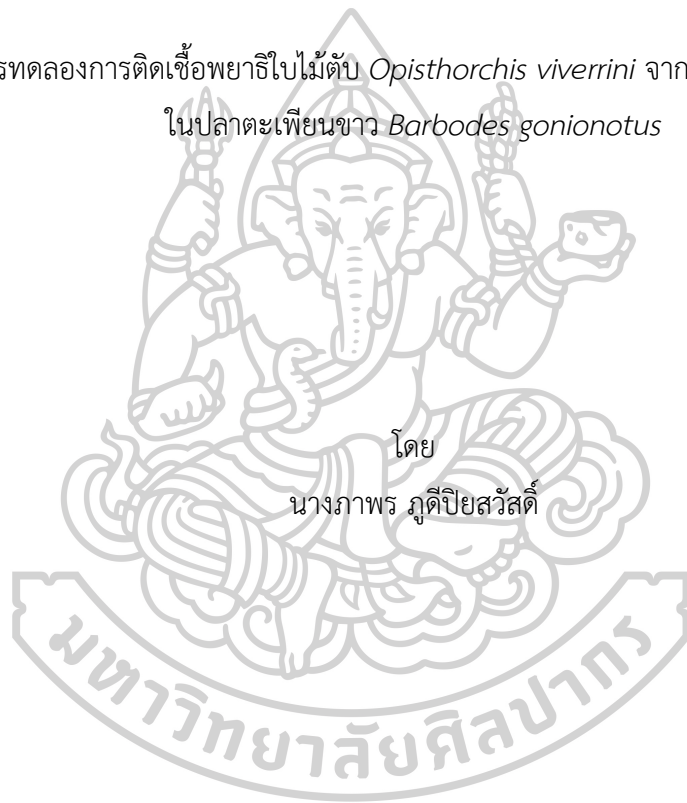 รทดลองการติดเชื้อพยาธิใบไม้ตับ Opisthorchis viverrini จาก
ในปลาตะเพียนขาว Barbodes gonionotus
โดย
นางภาพร ภูดีปิยสวัสดิ์
มหาวิทยาลัยศิลปากร